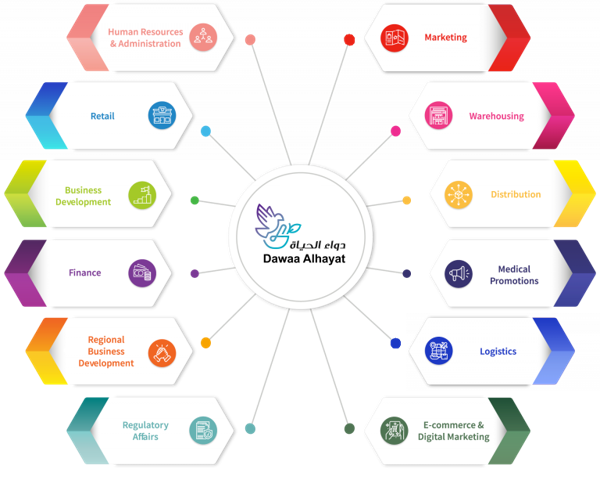 Human Resources
& Administration
Marketing
Retail
Warehousing
Business
Development
Distribution
دواء الحياة
Dawaa Alhayat
Finance
Medical
Promotions
Regional
Business
Development
Logistics
Regulatory
Affairs
E-commerce &
Digital Marketing